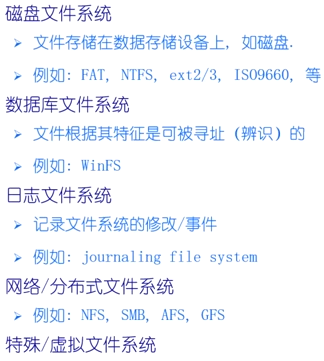 磁盘文件系统
文件存储在数据存储设备上, 如磁盘.
例如: FAT, NTFS, ext2/3, ISO9660, 等
数据库文件系统
文件根据其特征是可被寻址（辨识）的
例如: WinFS
日志文件系统
记录文件系统的修改/事件
例如: journaling file system
网络/分布式文件系统
例如: NFS, SMB, AFS, GFS
特殊/虚拟文件系统